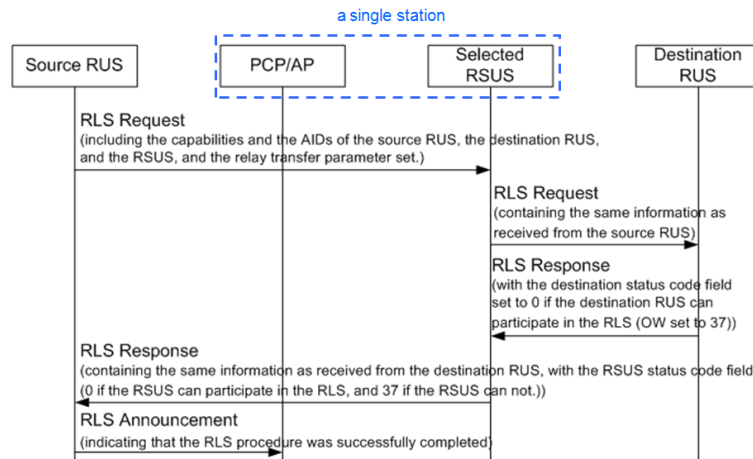 a single station
Source RUS
PCP/AP
Selected
RSUS
Destination
RUS
RLS Request
(including the capabilities and the AIDs of the source RUS, the destination RUS,
and the RSUS, and the relay transfer parameter set.)
RLS Request
(containing the same information as
received from the source RUS)
RLS Response
(with the destination status code field
set to 0 if the destination RUS can
participate in the RLS (OW set to 37))
RLS Response
(containing the same information as received from the destination RUS, with the RSUS status code field
(0 if the RSUS can participate in the RLS, and 37 if the RSUS can not.))
RLS Announcement
(indicating that the RLS procedure was successfully completed)